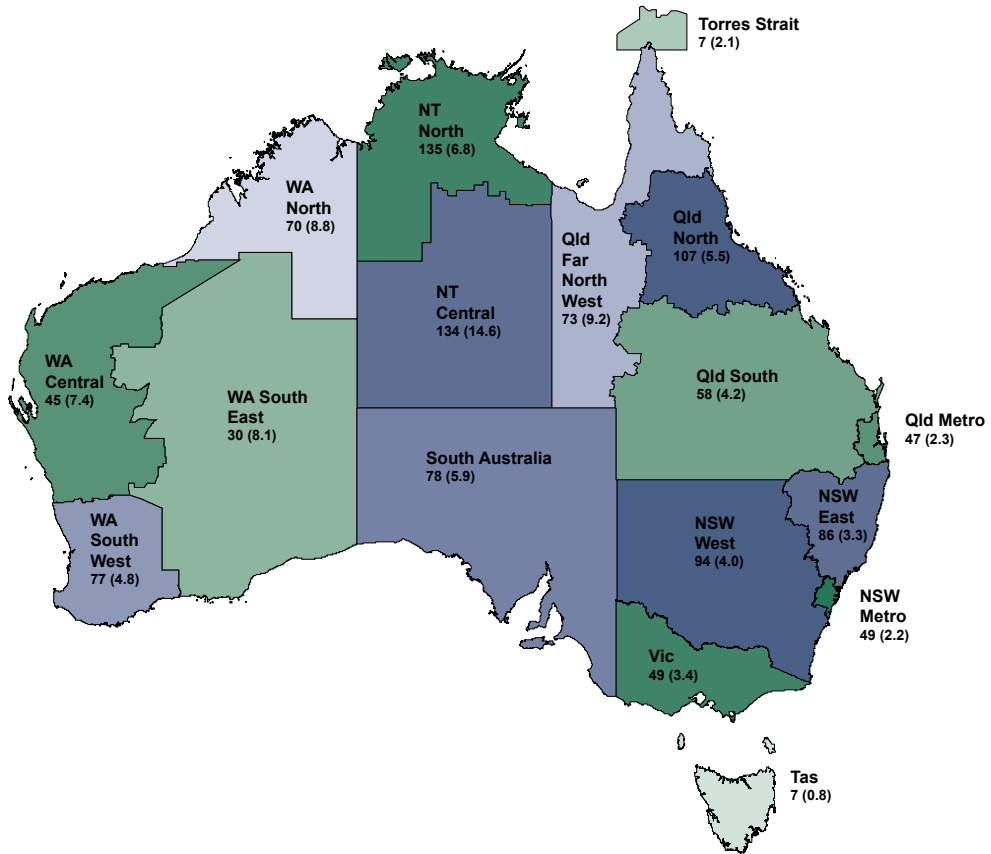 Torres Strait
7 (2.1)
NT
North
135 (6.8)
WA
North
70 (8.8)
Qld
North
107 (5.5)
Qld
Far
North
West
73 (9.2)
NT
Central
134 (14.6)
WA
Central
45 (7.4)
WA South
East
30 (8.1)
Qld South
58 (4.2)
Qld Metro
47 (2.3)
South Australia
78 (5.9)
NSW
East
86 (3.3)
WA
South
West
77 (4.8)
NSW
West
94 (4.0)
NSW
Metro
49 (2.2)
Vic
49 (3.4)
Tas
7 (0.8)